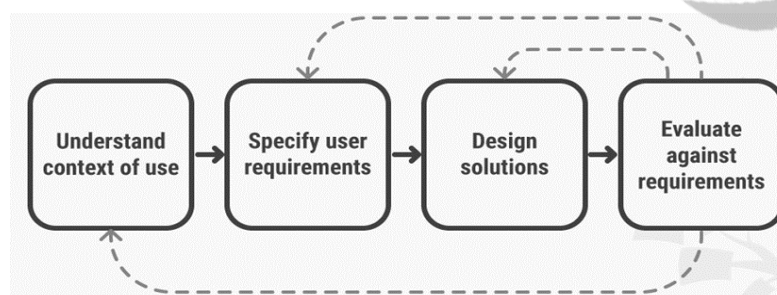 Understand
context of use
Specify user
requirements
Design
solutions
Evaluate
against
requirements